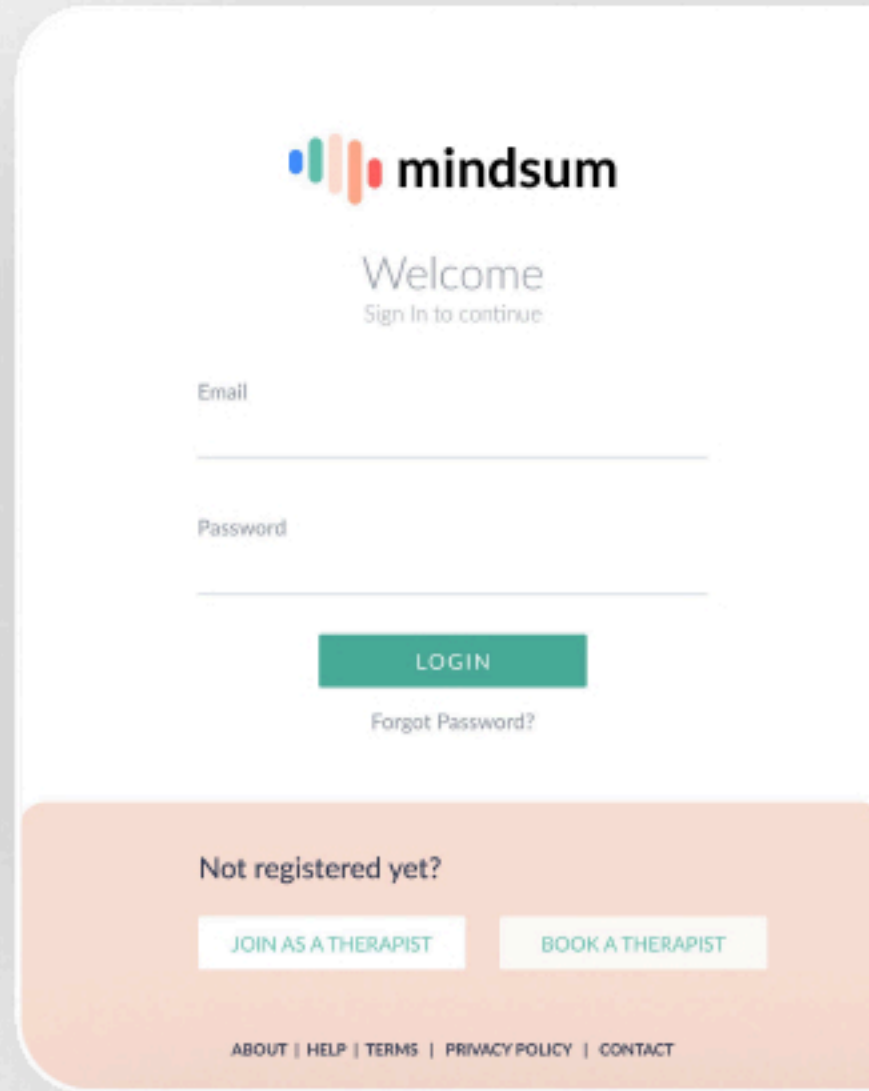 mindsum
Welcome
Sign In to continue
Email
Password
LOGIN
Forgot Password?
Not registered yet?
JOIN AS A THERAPIST BOOK A THERAPIST
ABOUT | HELP | TERMS | PRIVACY POLICY | CONTACT